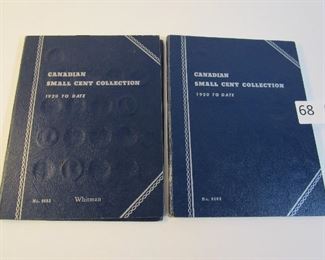 CANADIAN
SMALL CENT COLLECTION
1920 TO DATE
Whitman
CANADIAN
SMALL CENT COLLECTION
1920 TO DATE
68